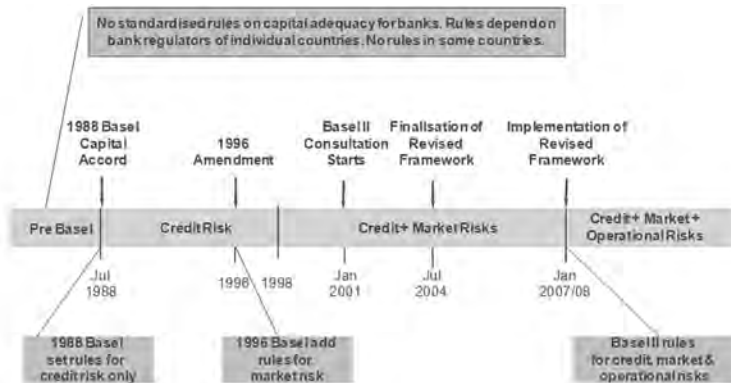 No standardised rules on capital adequacy for banks. Rules depend on
bank regulators of individual countries. No rules in some countries.
1988 Basel
Capital
Accord
1996
Amendment
Basel II
Consultation
Starts
Finalisation of
Revised
Framework
Implementation of
Revised
Framework
Pre Basel
Credit Risk
Credit + Market Risks
Credit + Market +
Operational Risks
Jul
1988
1996
1998
Jan
2001
Jul
2004
Jan
2007/08
1988 Basel
set rules for
credit risk only
1996 Basel add
rules for
market risk
Basel II rules
for credit, market &
operational risks